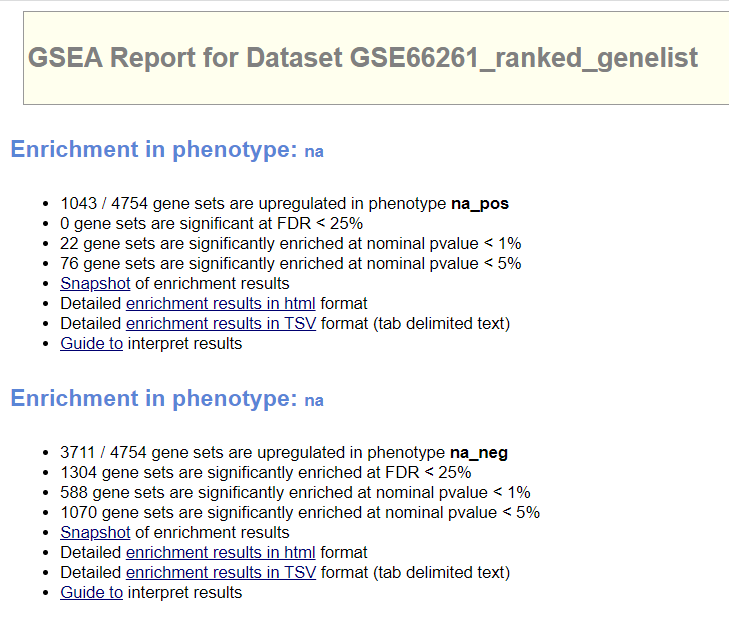 GSEA Report for Dataset GSE66261_ranked_genelist
Enrichment in phenotype: na
• 1043 / 4754 gene sets are upregulated in phenotype na_pos
• 0 gene sets are significant at FDR < 25%
• 22 gene sets are significantly enriched at nominal pvalue < 1%
• 76 gene sets are significantly enriched at nominal pvalue < 5%
• Snapshot of enrichment results
• Detailed enrichment results in html format
• Detailed enrichment results in TSV format (tab delimited text)
• Guide to interpret results
Enrichment in phenotype: na
• 3711 / 4754 gene sets are upregulated in phenotype na_neg
• 1304 gene sets are significantly enriched at FDR < 25%
• 588 gene sets are significantly enriched at nominal pvalue < 1%
• 1070 gene sets are significantly enriched at nominal pvalue < 5%
• Snapshot of enrichment results
• Detailed enrichment results in html format
• Detailed enrichment results in TSV format (tab delimited text)
• Guide to interpret results